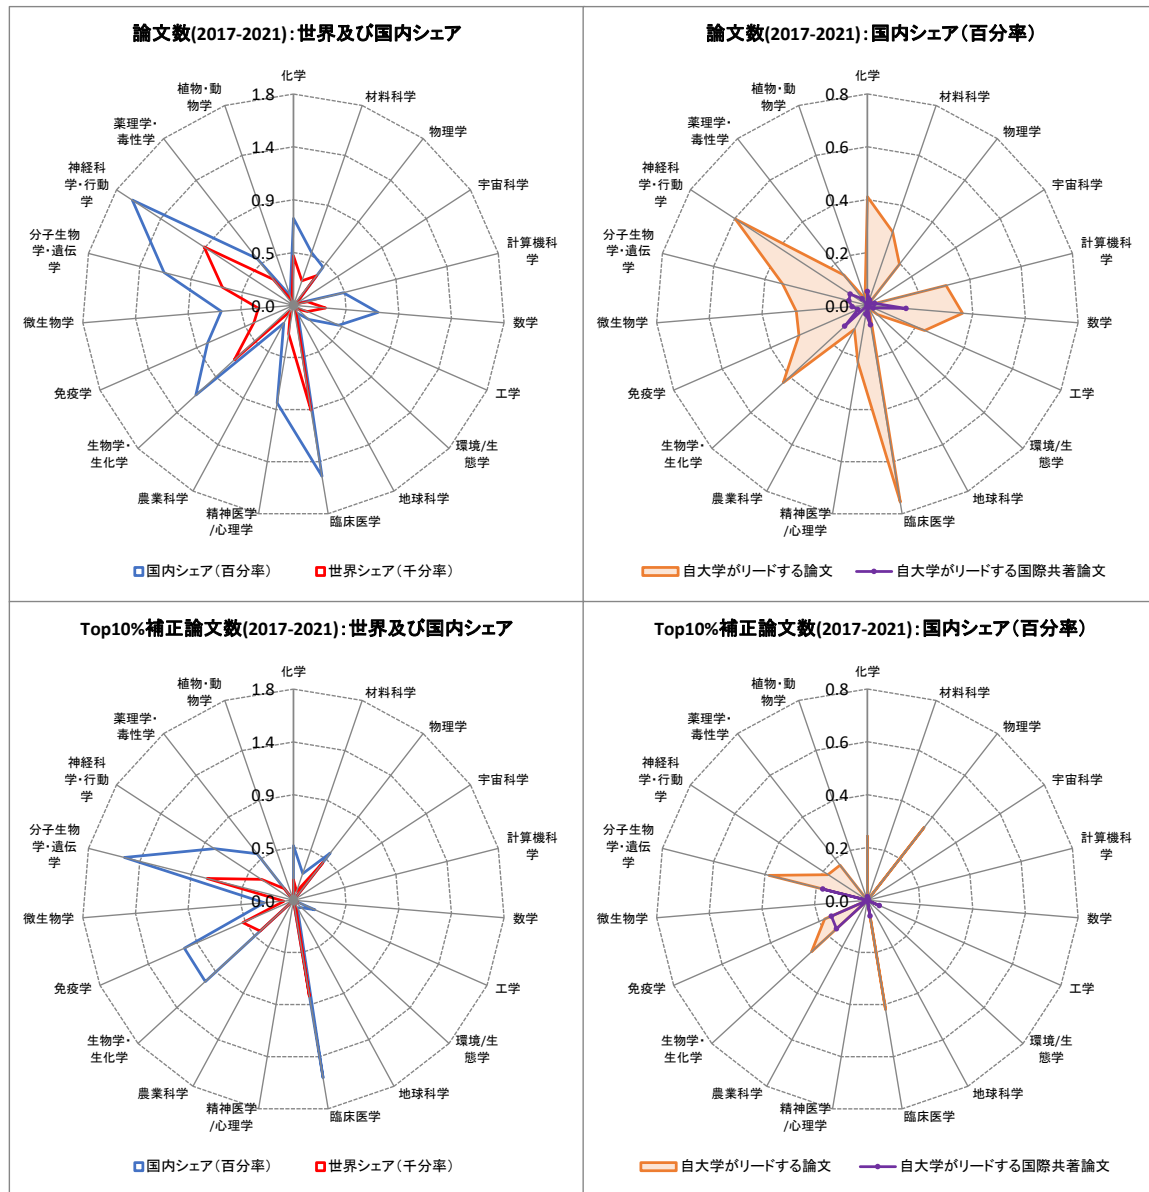 論文数(2017-2021)：世界及び国内シェア
化学
材料科学
物理学
宇宙科学
計算機科
学
数学
工学
環境/生
態学
地球科学
臨床医学
精神医学
/心理学
農業科学
生物学・
生化学
免疫学
微生物学
分子生物
学・遺伝
学
神経科
学・行動
学
薬理学・
毒性学
植物・動
物学
1.8
1.4
0.9
0.5
0.0
国内シェア（百分率）
世界シェア（千分率）
論文数(2017-2021)：国内シェア（百分率）
化学
材料科学
物理学
宇宙科学
計算機科
学
数学
工学
環境/生
態学
地球科学
臨床医学
精神医学
/心理学
農業科学
生物学・
生化学
免疫学
微生物学
分子生物
学・遺伝
学
神経科
学・行動
学
薬理学・
毒性学
植物・動
物学
0.8
0.6
0.4
0.2
0.0
自大学がリードする論文
自大学がリードする国際共著論文
Top10%補正論文数(2017-2021)：世界及び国内シェア
化学
材料科学
物理学
宇宙科学
計算機科
学
数学
工学
環境/生
態学
地球科学
臨床医学
精神医学
/心理学
農業科学
生物学・
生化学
免疫学
微生物学
分子生物
学・遺伝
学
神経科
学・行動
学
薬理学・
毒性学
植物・動
物学
1.8
1.4
0.9
0.5
0.0
国内シェア（百分率）
世界シェア（千分率）
Top10%補正論文数(2017-2021)：国内シェア（百分率）
化学
材料科学
物理学
宇宙科学
計算機科
学
数学
工学
環境/生
態学
地球科学
臨床医学
精神医学
/心理学
農業科学
生物学・
生化学
免疫学
微生物学
分子生物
学・遺伝
学
神経科
学・行動
学
薬理学・
毒性学
植物・動
物学
0.8
0.6
0.4
0.2
0.0
自大学がリードする論文
自大学がリードする国際共著論文